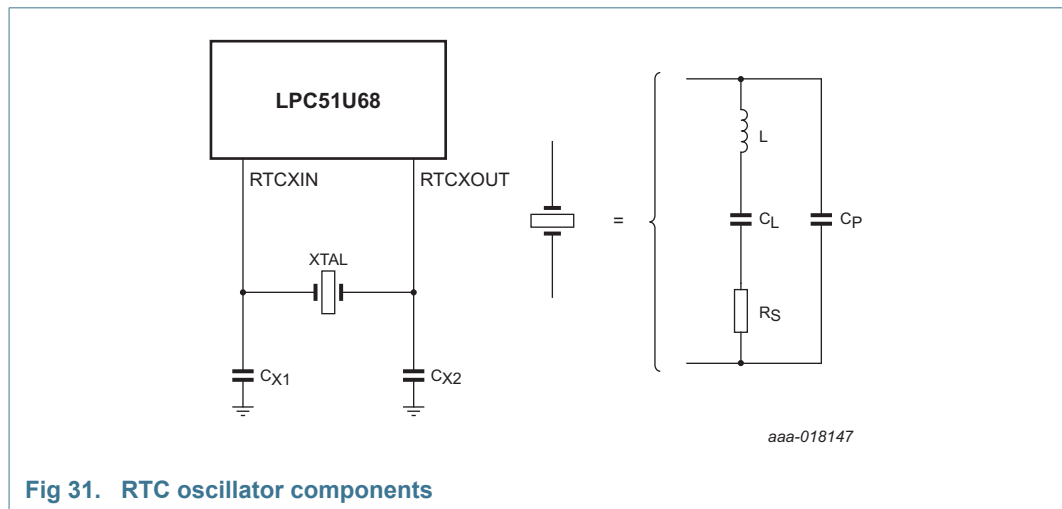 LPC51U68
RTCXIN
RTCXOUT
XTAL
CX1
CX2
=
L
CL
CP
RS
aaa-018147
Fig 31. RTC oscillator components